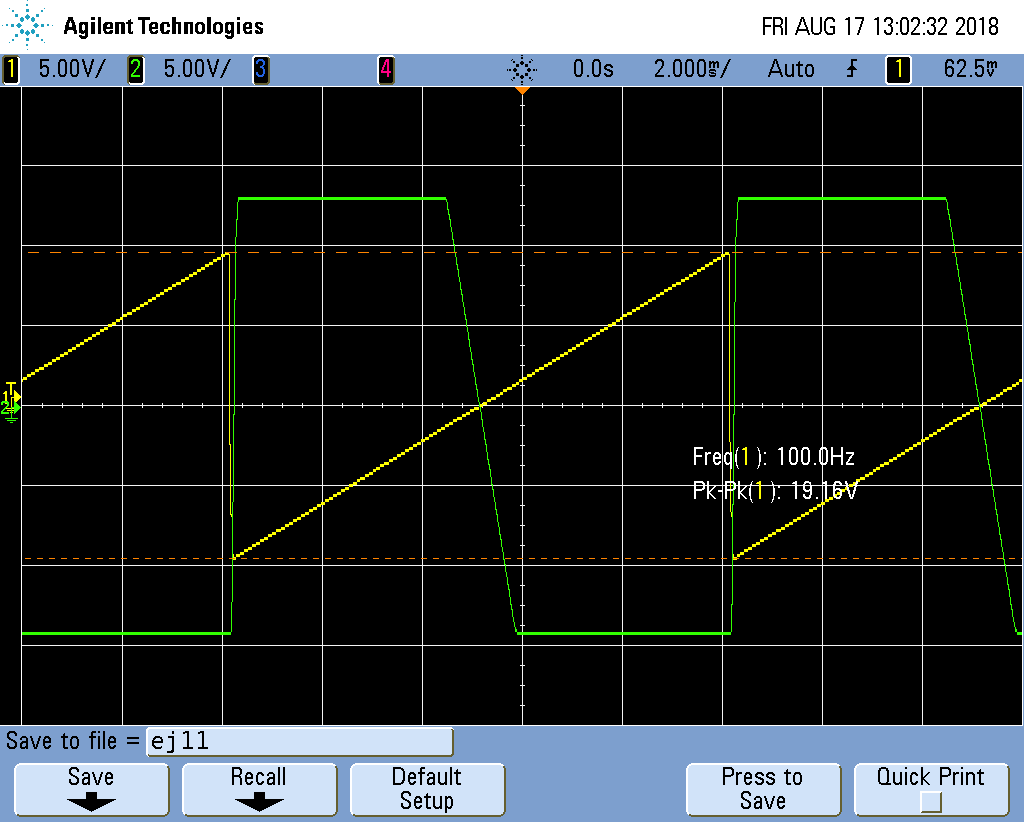 Agilent Technologies FRI AUG 17 13:02:32 2018
1 5.00V/ 2 5.00V/ 3 4 0.0s 2.000ms/ Auto 1 62.5mV
T
1
2
Freq(1): 100.0Hz
Pk-Pk(1): 19.16V
Save to file = ej11
Save Recall Default Setup Press to Save Quick Print